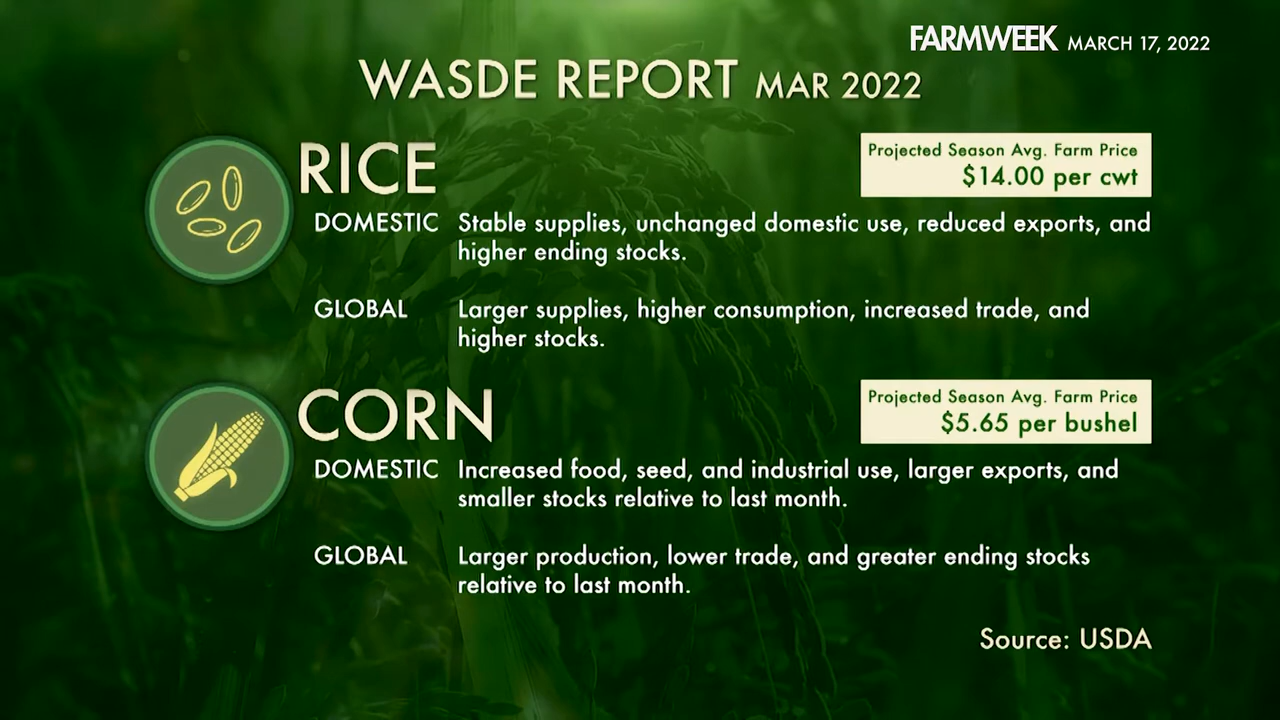 FARMWEEK MARCH 17, 2022
WASDE REPORT MAR 2022
RICE
Projected Season Avg. Farm Price
$14.00 per cwt
DOMESTIC Stable supplies, unchanged domestic use, reduced exports, and
higher ending stocks.
GLOBAL Larger supplies, higher consumption, increased trade, and
higher stocks.
CORN
Projected Season Avg. Farm Price
$5.65 per bushel
DOMESTIC Increased food, seed, and industrial use, larger exports, and
smaller stocks relative to last month.
GLOBAL Larger production, lower trade, and greater ending stocks
relative to last month.
Source: USDA